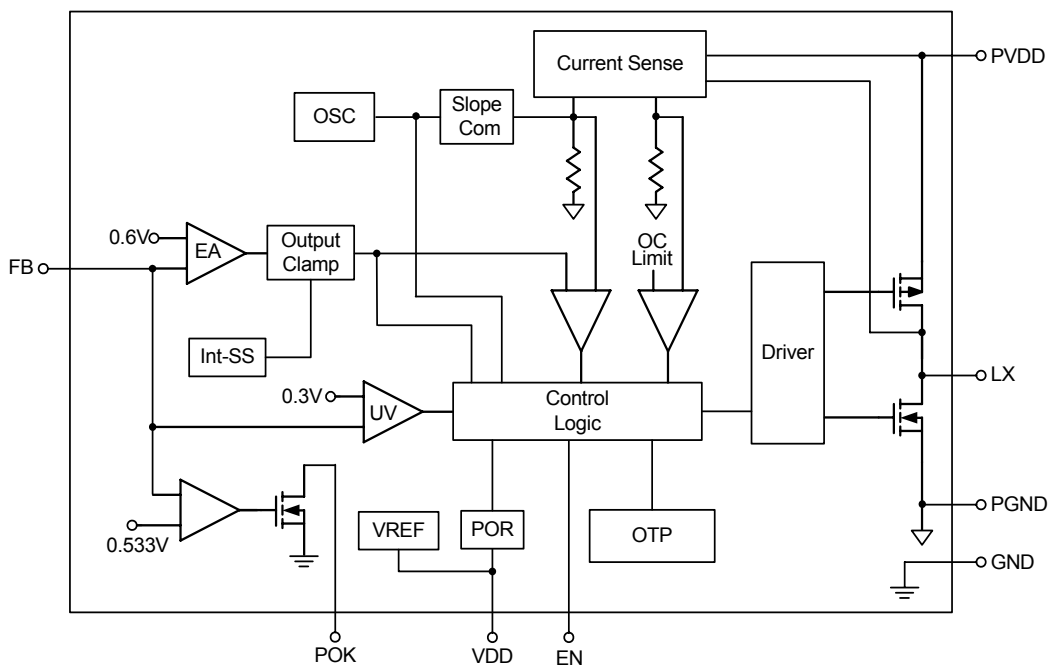 Current Sense
PVDD
OSC
Slope
Com
0.6V
EA
Output
Clamp
OC
Limit
FB
Int-SS
Driver
LX
0.3V
UV
Control
Logic
0.533V
VREF
POR
OTP
PGND
GND
POK
VDD
EN